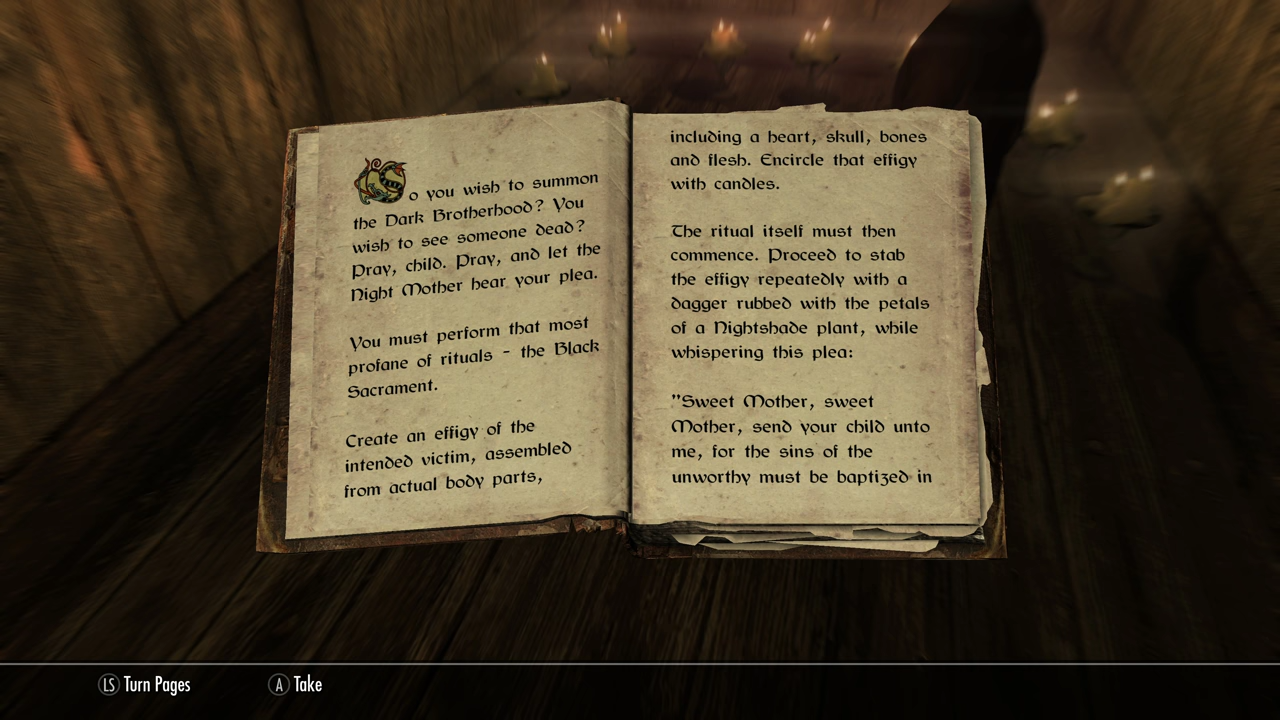 So you wish to summon
the Dark Brotherhood? You
wish to see someone dead?
Pray, child. Pray, and let the
Night Mother hear your plea.
You must perform that most
profane of rituals - the Black
Sacrament.
Create an effigy of the
intended victim, assembled
from actual body parts,
including a heart, skull, bones
and flesh. Encircle that effigy
with candles.
The ritual itself must then
commence. Proceed to stab
the effigy repeatedly with a
dagger rubbed with the petals
of a Nightshade plant, while
whispering this plea:
"Sweet Mother, sweet
Mother, send your child unto
me, for the sins of the
unworthy must be baptized in
LS Turn Pages
A Take